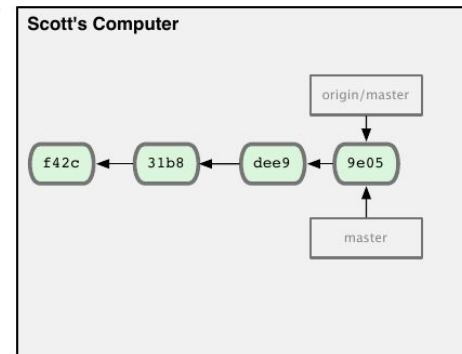 Scott's Computer
origin/master
f42c
31b8
dee9
9e05
master